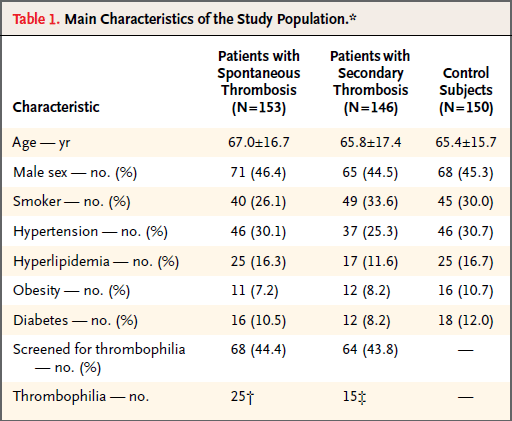 Table 1. Main Characteristics of the Study Population.*
Characteristic Patients with Spontaneous Thrombosis (N=153) Patients with Secondary Thrombosis (N=146) Control Subjects (N=150)
Age — yr 67.0±16.7 65.8±17.4 65.4±15.7
Male sex — no. (%) 71 (46.4) 65 (44.5) 68 (45.3)
Smoker — no. (%) 40 (26.1) 49 (33.6) 45 (30.0)
Hypertension — no. (%) 46 (30.1) 37 (25.3) 46 (30.7)
Hyperlipidemia — no. (%) 25 (16.3) 17 (11.6) 25 (16.7)
Obesity — no. (%) 11 (7.2) 12 (8.2) 16 (10.7)
Diabetes — no. (%) 16 (10.5) 12 (8.2) 18 (12.0)
Screened for thrombophilia — no. (%) 68 (44.4) 64 (43.8) —
Thrombophilia — no. 25† 15‡ —